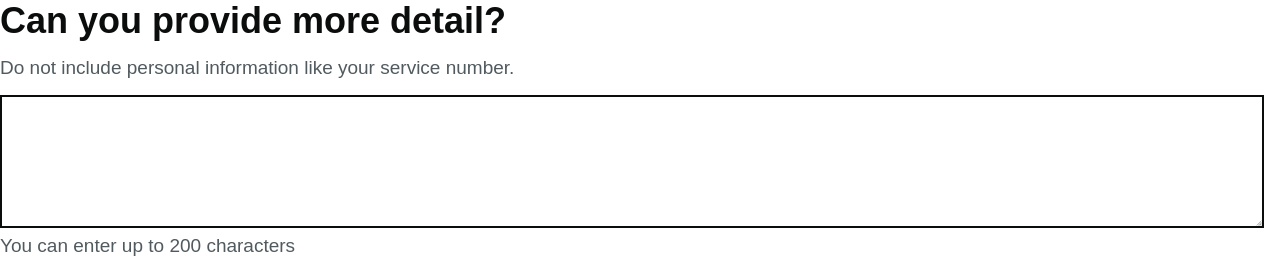 Can you provide more detail?
Do not include personal information like your service number.
You can enter up to 200 characters